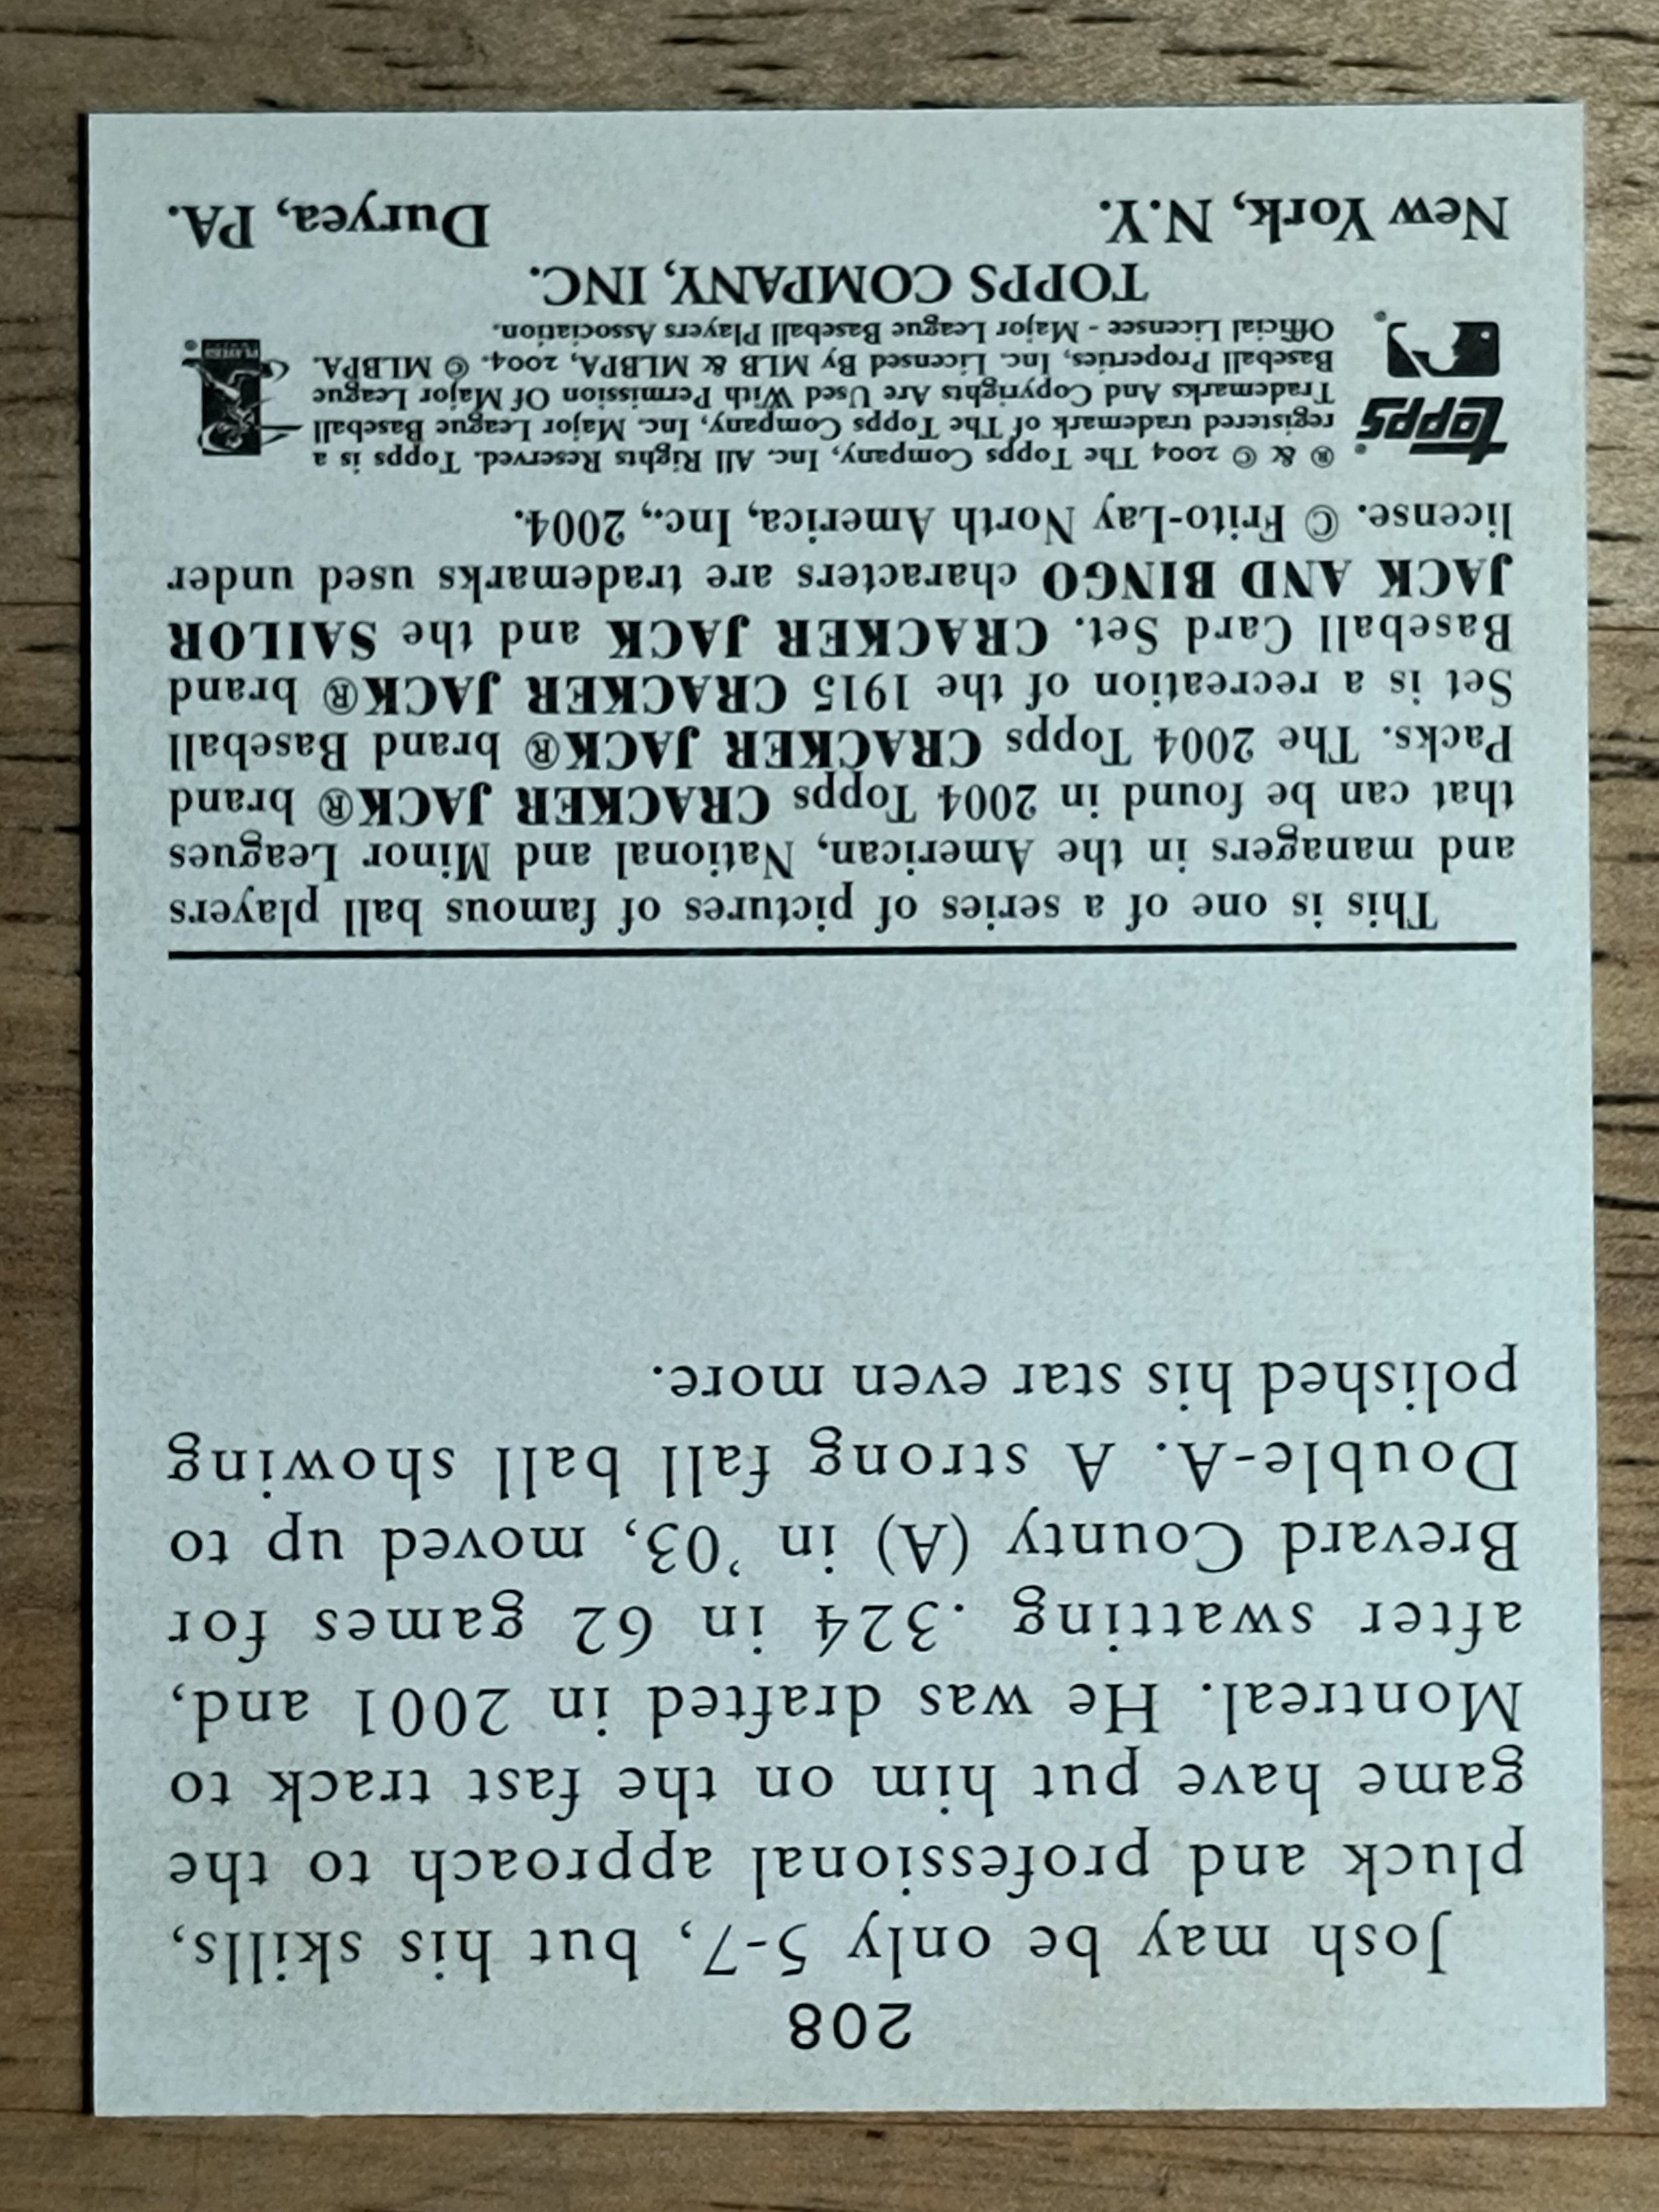 208
Josh may be only 5-7, but his skills,
pluck and professional approach to the
game have put him on the fast track to
Montreal. He was drafted in 2001 and,
after swatting .324 in 62 games for
Brevard County (A) in ’03, moved up to
Double-A. A strong fall ball showing
polished his star even more.
This is one of a series of pictures of famous ball players
and managers in the American, National and Minor Leagues
that can be found in 2004 Topps CRACKER JACK® brand
Packs. The 2004 Topps CRACKER JACK® brand Baseball
Set is a recreation of the 1915 CRACKER JACK® brand
Baseball Card Set. CRACKER JACK and the SAILOR
JACK AND BINGO characters are trademarks used under
license. © Frito-Lay North America, Inc., 2004.
Topps
® & © 2004 The Topps Company, Inc. All Rights Reserved. Topps is a
registered trademark of The Topps Company, Inc. Major League Baseball
Trademarks And Copyrights Are Used With Permission Of Major League
Baseball Properties, Inc. Licensed By MLB & MLBPA, 2004. © MLBPA.
Official Licensee - Major League Baseball Players Association.
PLAYERS
TOPPS COMPANY, INC.
New York, N.Y. Duryea, PA.